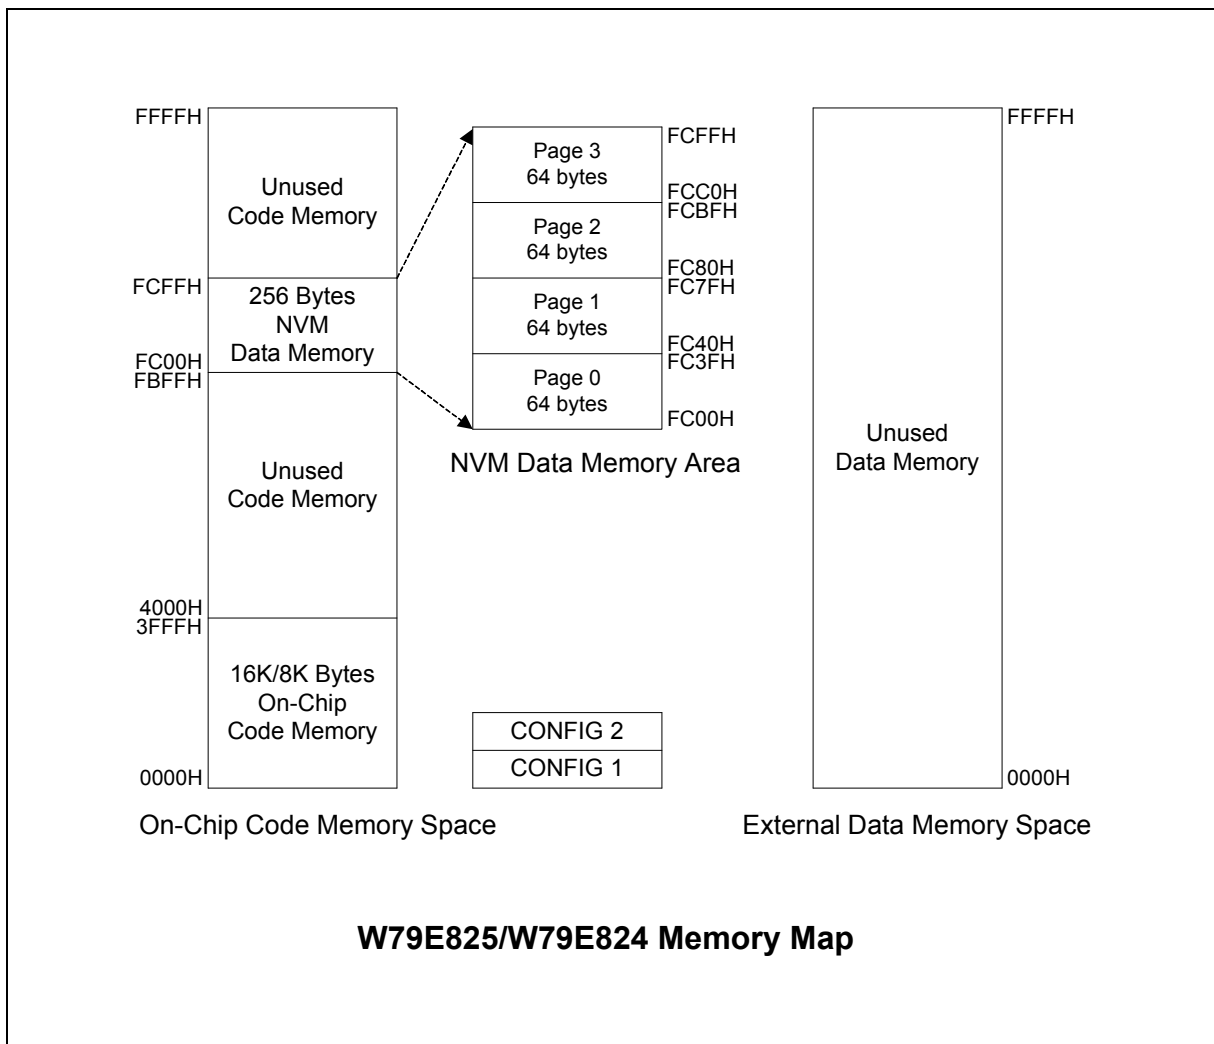 FFFFH
Unused
Code Memory
FCFFH
256 Bytes
NVM
Data Memory
FC00H
FBFFH
Unused
Code Memory
4000H
3FFFH
16K/8K Bytes
On-Chip
Code Memory
0000H
On-Chip Code Memory Space
Page 3
64 bytes
FCFFH
FCC0H
Page 2
64 bytes
FCBFH
FC80H
Page 1
64 bytes
FC7FH
FC40H
Page 0
64 bytes
FC3FH
FC00H
NVM Data Memory Area
CONFIG 2
CONFIG 1
FFFFH
Unused
Data Memory
0000H
External Data Memory Space
W79E825/W79E824 Memory Map